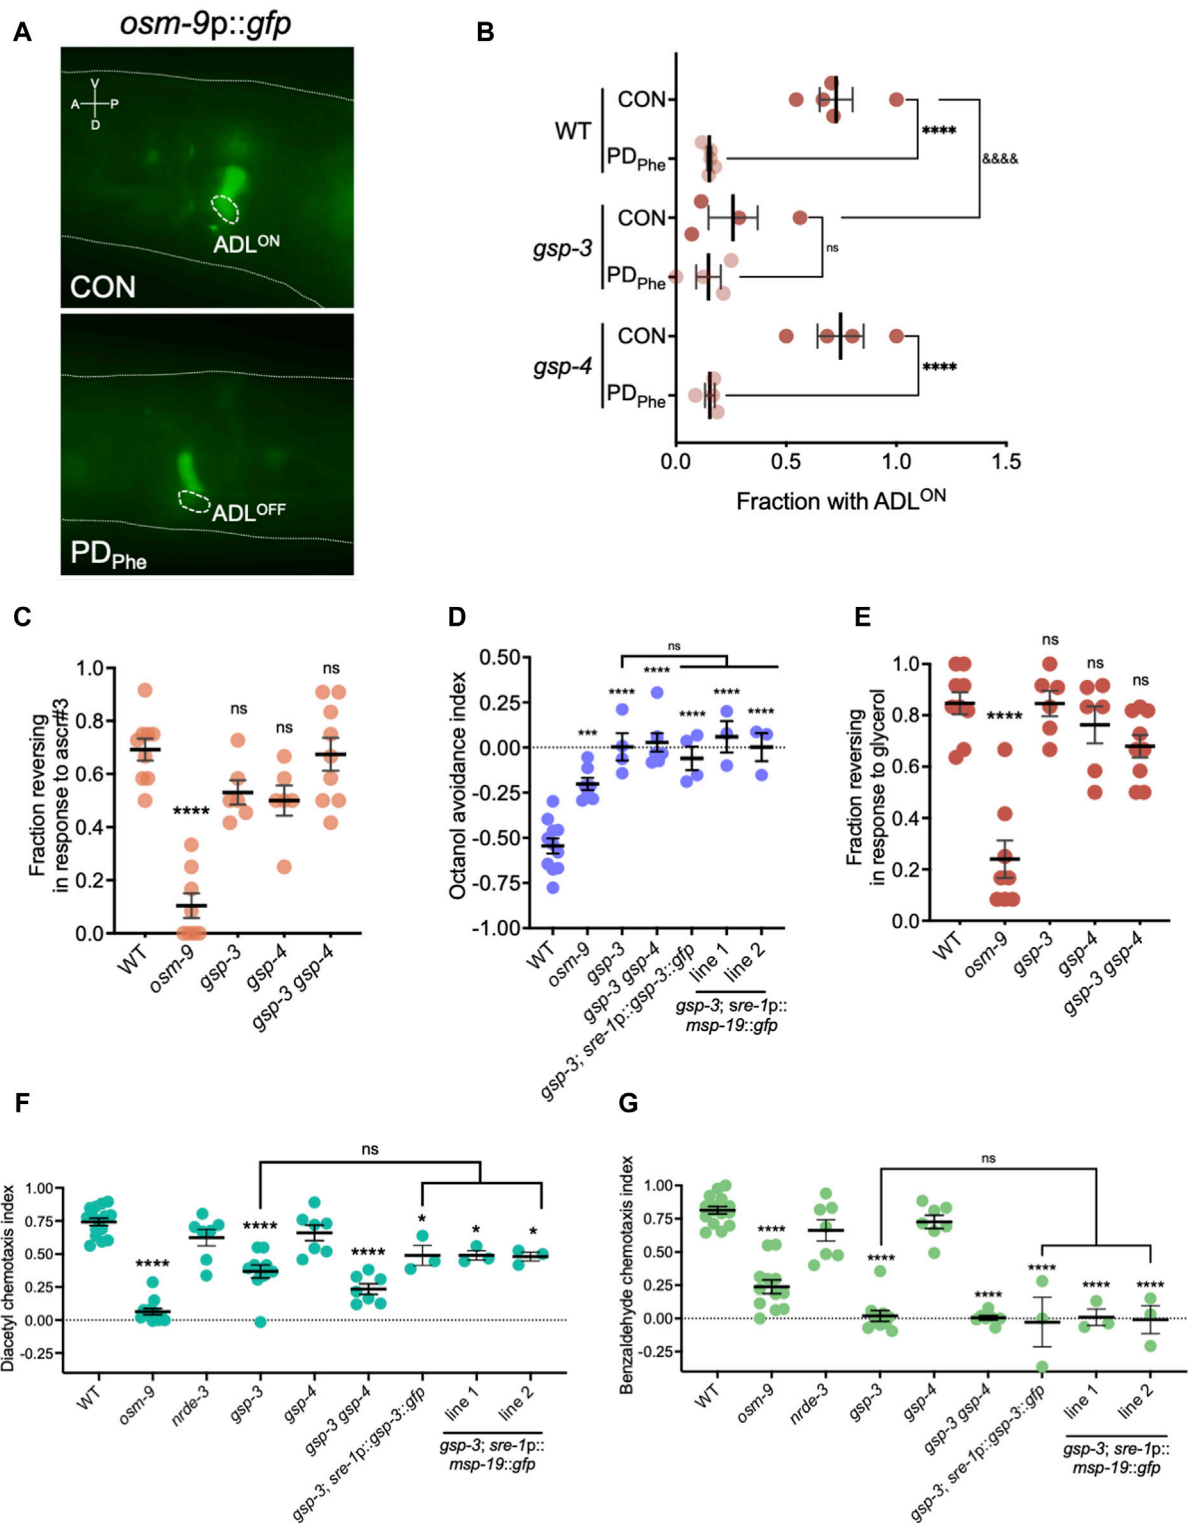 A
osm-9p::gfp
V
A P
D
ADLON
CON
ADLOFF
PDPhe
B
WT
CON
PDPhe
****
&&&&
gsp-3
CON
PDPhe
ns
gsp-4
CON
PDPhe
****
0.0 0.5 1.0 1.5
Fraction with ADLON
C
Fraction reversing
in response to ascr#3
1.0
0.8
0.6
0.4
0.2
0.0
****
ns
ns
ns
WT
osm-9
gsp-3
gsp-4
gsp-3 gsp-4
D
Octanol avoidance index
0.50
0.25
0.00
-0.25
-0.50
-0.75
-1.00
ns
***
****
****
****
****
****
WT
osm-9
gsp-3
gsp-3 gsp-4
gsp-3; sre-1p::gsp-3::gfp
line 1
line 2
gsp-3; sre-1p::
msp-19::gfp
E
Fraction reversing
in response to glycerol
1.0
0.8
0.6
0.4
0.2
0.0
****
ns
ns
ns
WT
osm-9
gsp-3
gsp-4
gsp-3 gsp-4
F
Diacetyl chemotaxis index
1.00
0.75
0.50
0.25
0.00
-0.25
ns
****
****
****
*
*
*
WT
osm-9
nrde-3
gsp-3
gsp-4
gsp-3 gsp-4
gsp-3; sre-1p::gsp-3::gfp
line 1
line 2
gsp-3; sre-1p::
msp-19::gfp
G
Benzaldehyde chemotaxis index
1.00
0.75
0.50
0.25
0.00
-0.25
ns
****
****
****
****
****
****
WT
osm-9
nrde-3
gsp-3
gsp-4
gsp-3 gsp-4
gsp-3; sre-1p::gsp-3::gfp
line 1
line 2
gsp-3; sre-1p::
msp-19::gfp